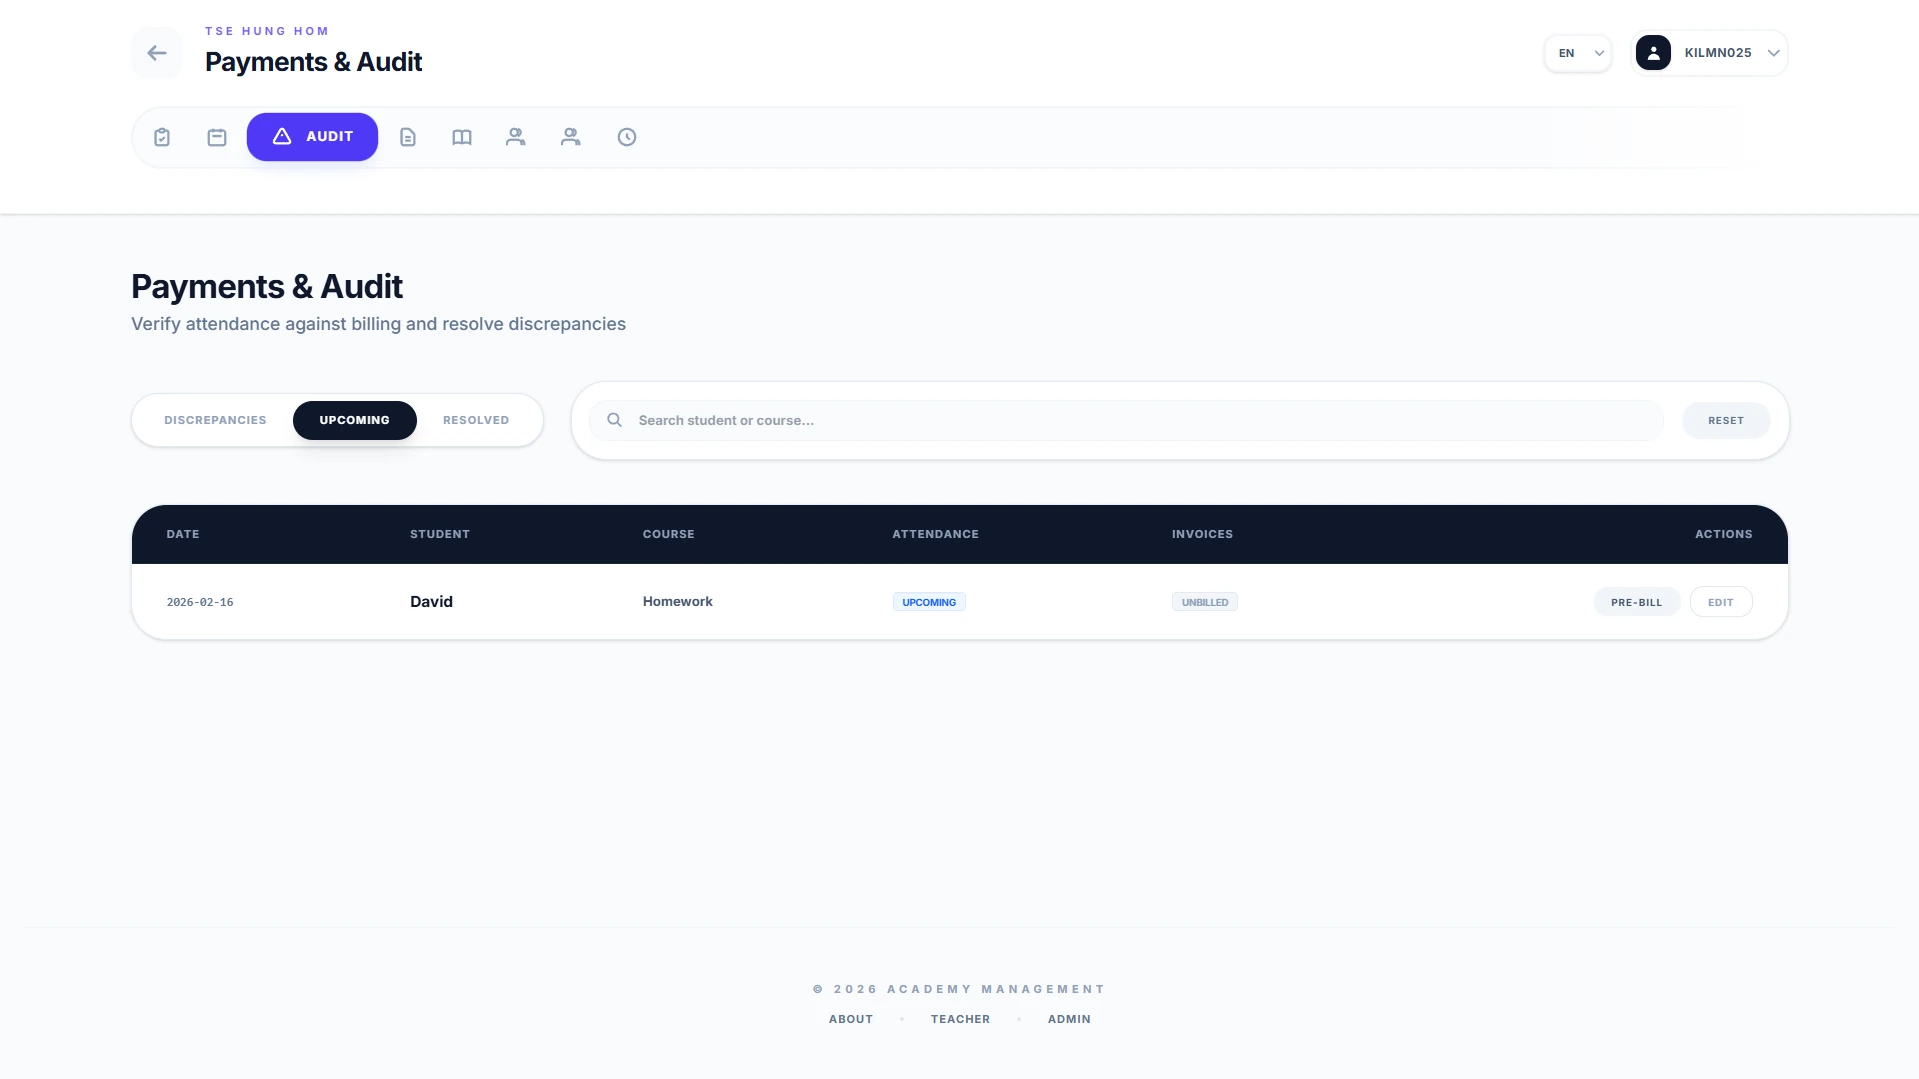 TSE HUNG HOM
Payments & Audit
EN
KILMN025
AUDIT
Payments & Audit
Verify attendance against billing and resolve discrepancies
DISCREPANCIES UPCOMING RESOLVED
Search student or course...
RESET
DATE STUDENT COURSE ATTENDANCE INVOICES ACTIONS
2026-02-16 David Homework UPCOMING UNBILLED PRE-BILL EDIT
© 2026 ACADEMY MANAGEMENT
ABOUT • TEACHER • ADMIN